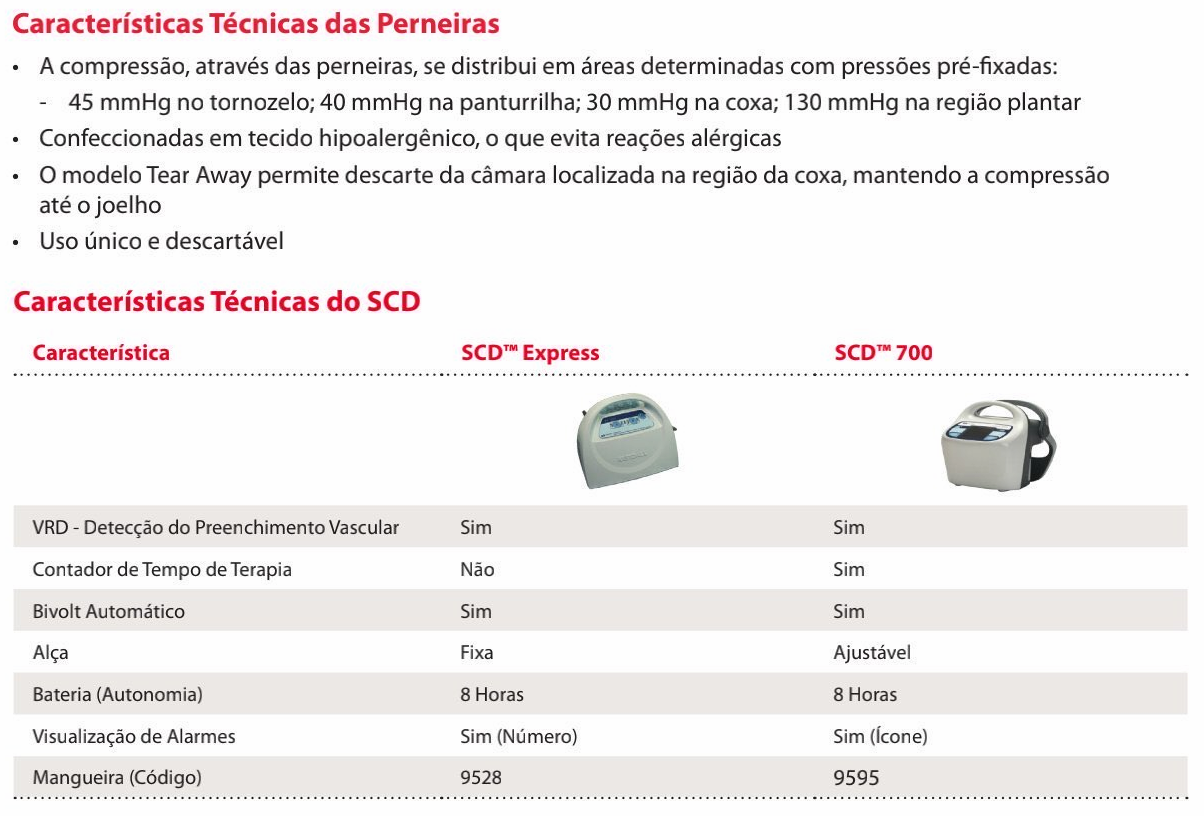 Características Técnicas das Perneiras
• A compressão, através das perneiras, se distribui em áreas determinadas com pressões pré-fixadas:
- 45 mmHg no tornozelo; 40 mmHg na panturrilha; 30 mmHg na coxa; 130 mmHg na região plantar
• Confeccionadas em tecido hipoalergênico, o que evita reações alérgicas
• O modelo Tear Away permite descarte da câmara localizada na região da coxa, mantendo a compressão
até o joelho
• Uso único e descartável
Características Técnicas do SCD
Característica SCD™ Express SCD™ 700
VRD - Detecção do Preenchimento Vascular Sim Sim
Contador de Tempo de Terapia Não Sim
Bivolt Automático Sim Sim
Alça Fixa Ajustável
Bateria (Autonomia) 8 Horas 8 Horas
Visualização de Alarmes Sim (Número) Sim (Ícone)
Mangueira (Código) 9528 9595